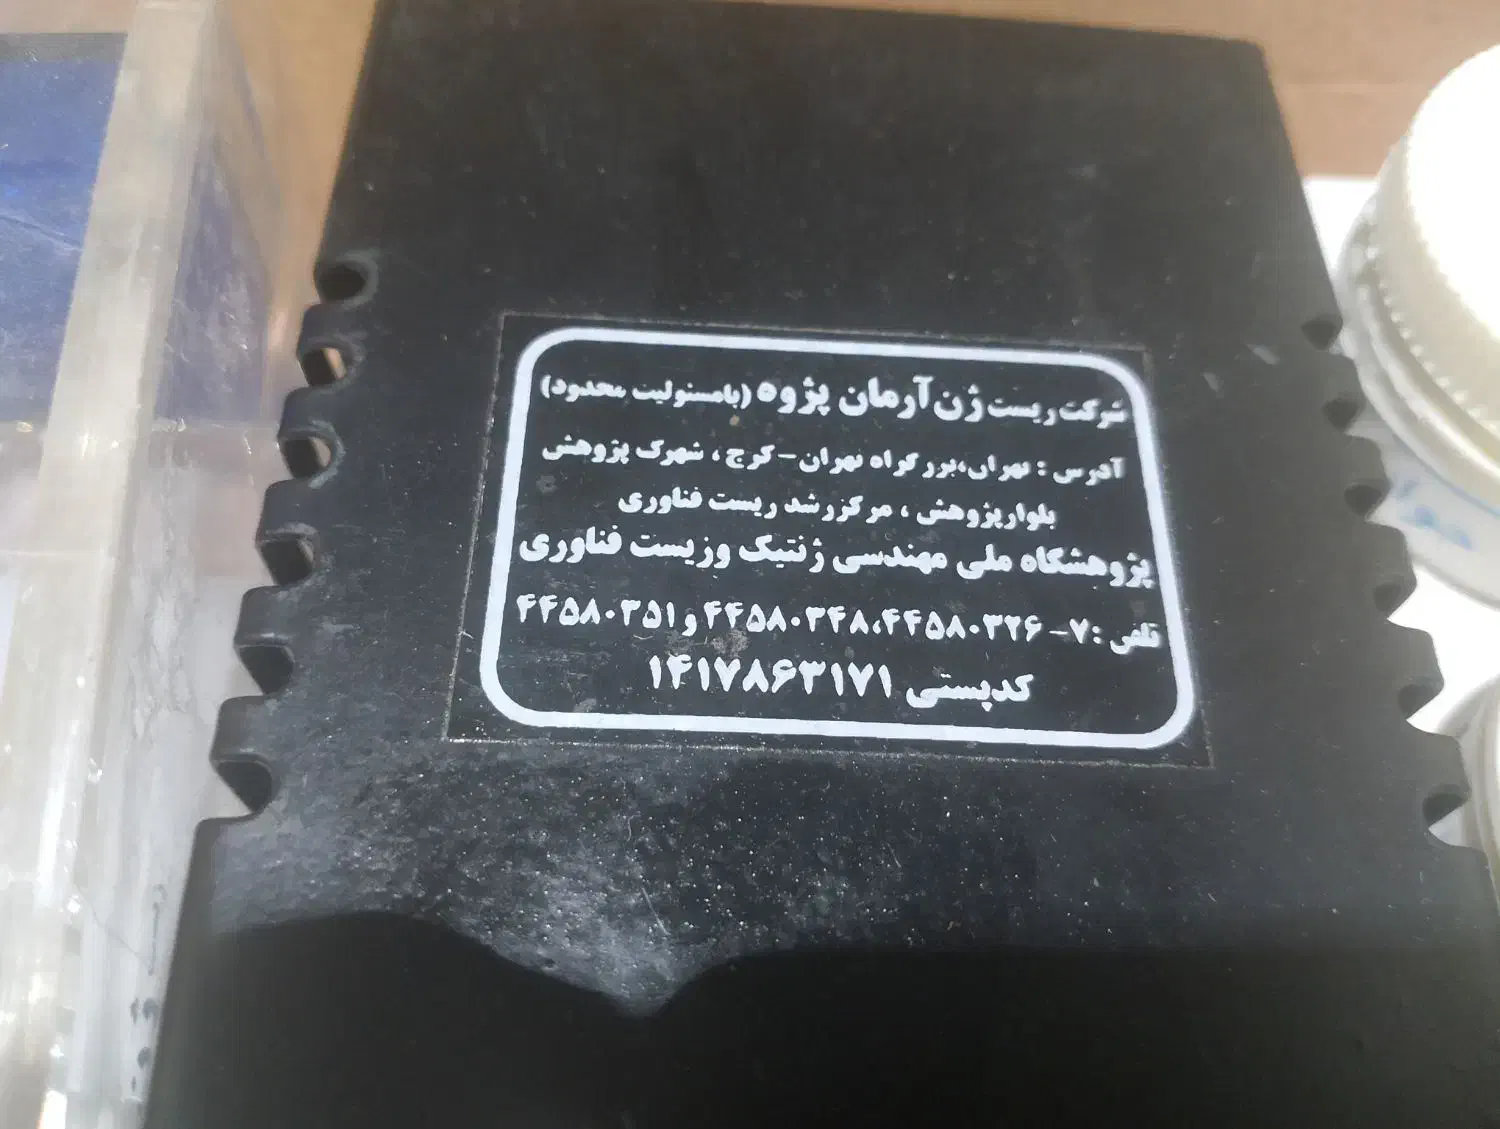 شرکت زیست ژن آرمان پژوه (بامسئولیت محدود)
آدرس : تهران،بزرگراه تهران-کرج ، شهرک پژوهش
بلوارپژوهش ، مرکزرشد زیست فناوری
پژوهشگاه ملی مهندسی ژنتیک وزیست فناوری
تلفن :۷- ۴۴۵۸۰۳۲۶،۴۴۵۸۰۳۴۸ و ۴۴۵۸۰۳۵۱
کدپستی ۱۴۱۷۸۶۳۱۷۱